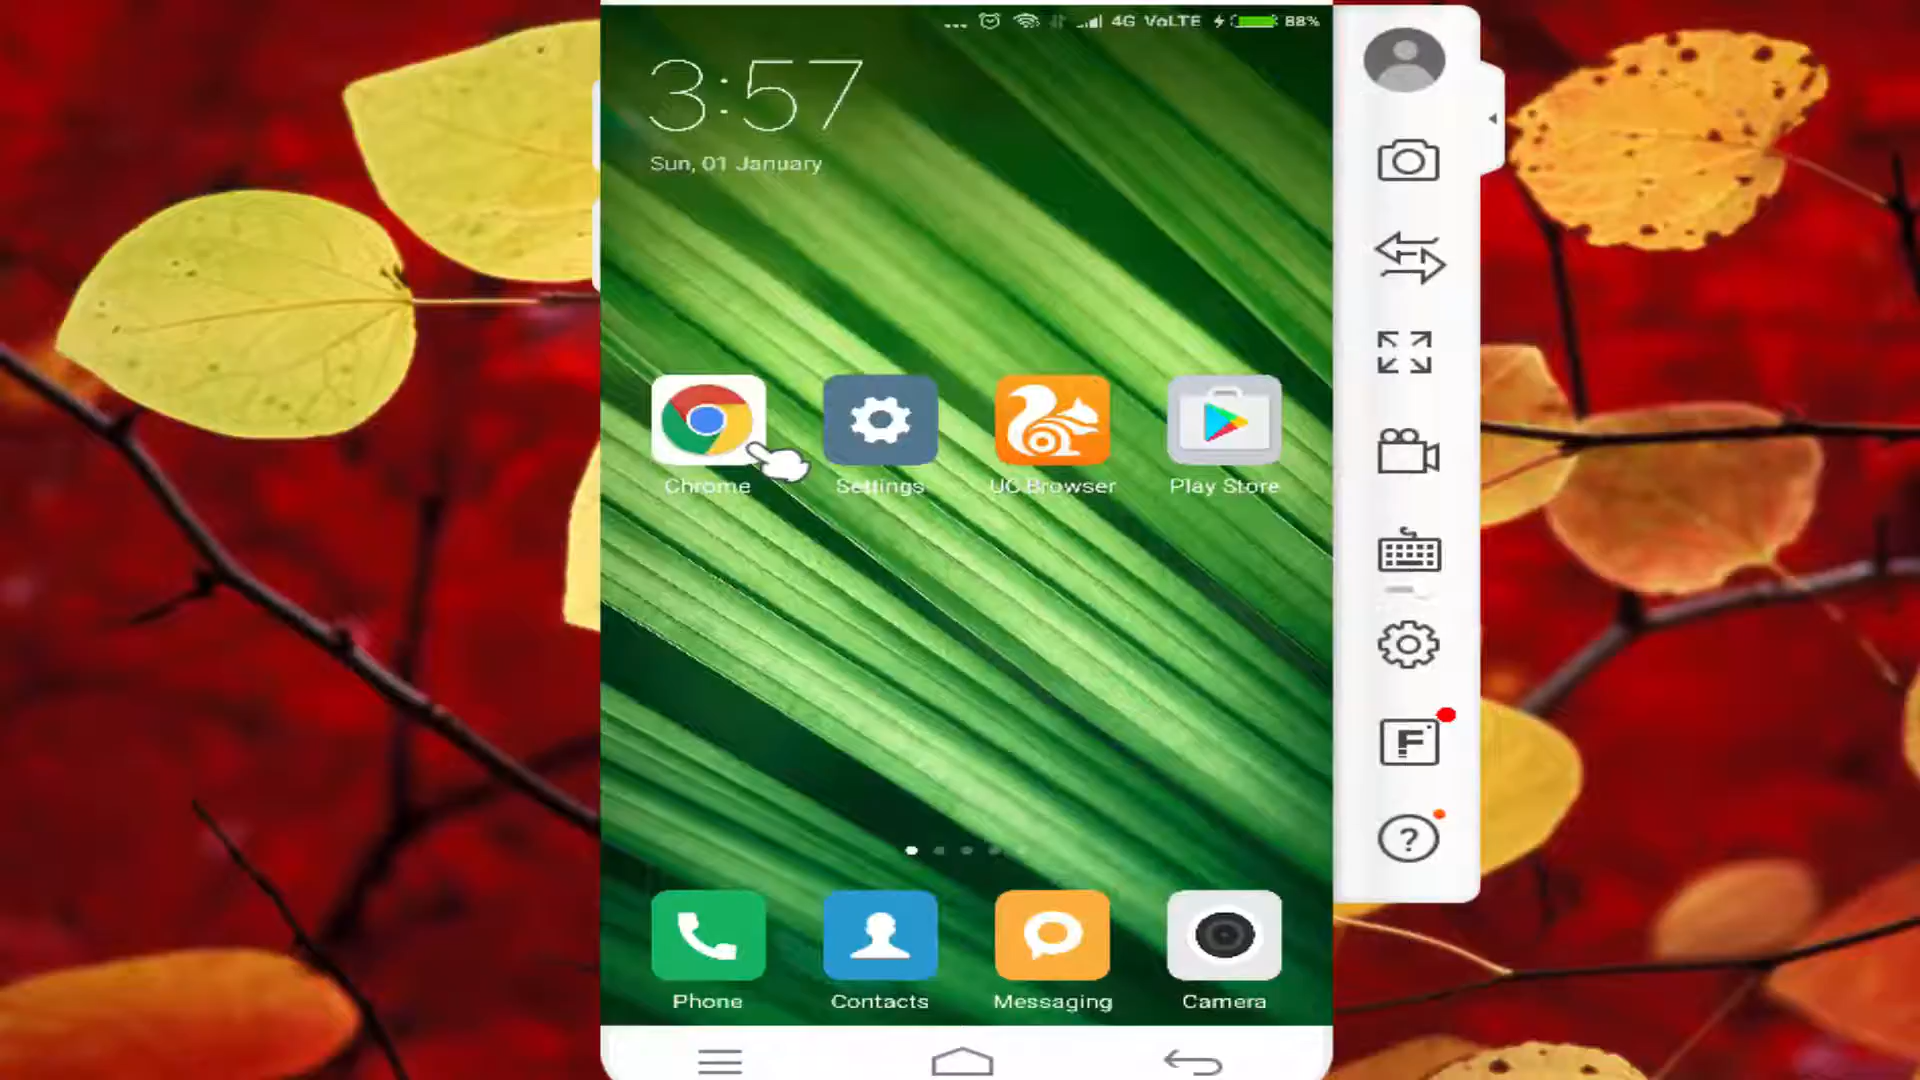 4G VoLTE 88%
3:57
Sun, 01 January
Chrome Settings UC Browser Play Store
F
?
Phone Contacts Messaging Camera